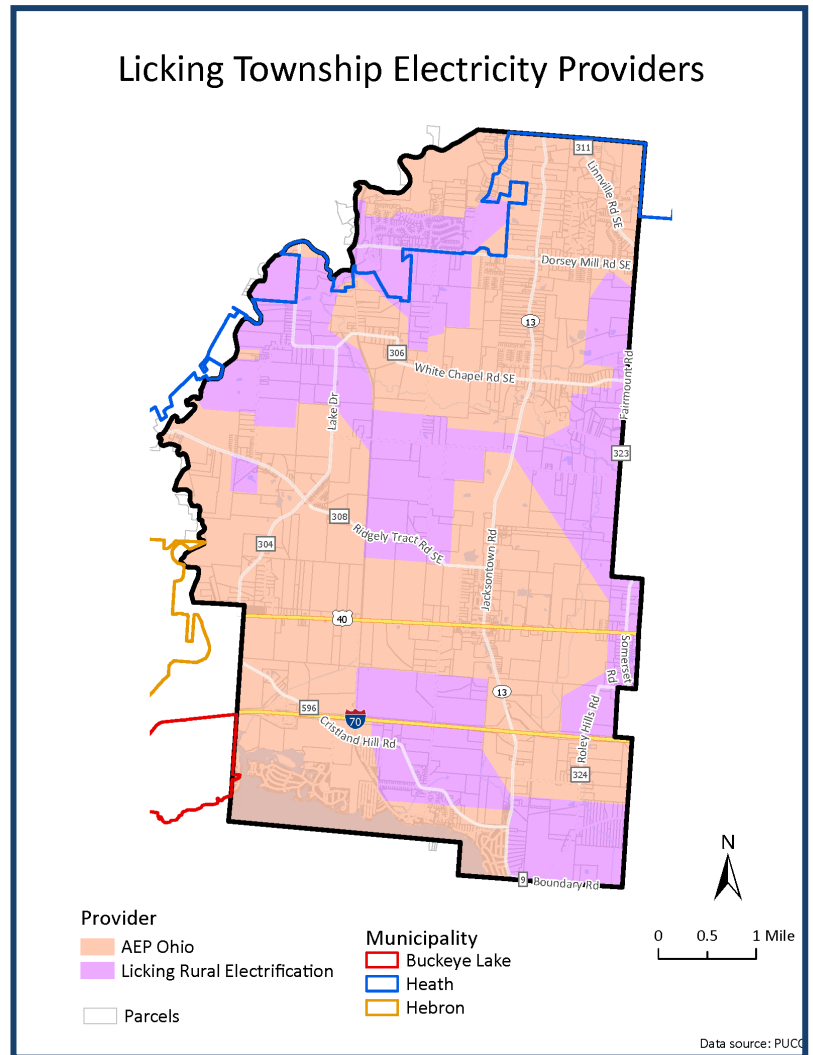 Licking Township Electricity Providers
311
Linnville Rd SE
Dorsey Mill Rd SE
13
306
White Chapel Rd SE
Fairmount Rd
Lake Dr
323
308
Ridgely Tract Rd SE
304
Jacksontown Rd
40
Somerset
Rd
13
596
70
Cristland Hill Rd
Roley Hills Rd
324
9
Boundary Rd
N
Provider
AEP Ohio
Licking Rural Electrification
Parcels
Municipality
Buckeye Lake
Heath
Hebron
0 0.5 1 Mile
Data source: PUCO